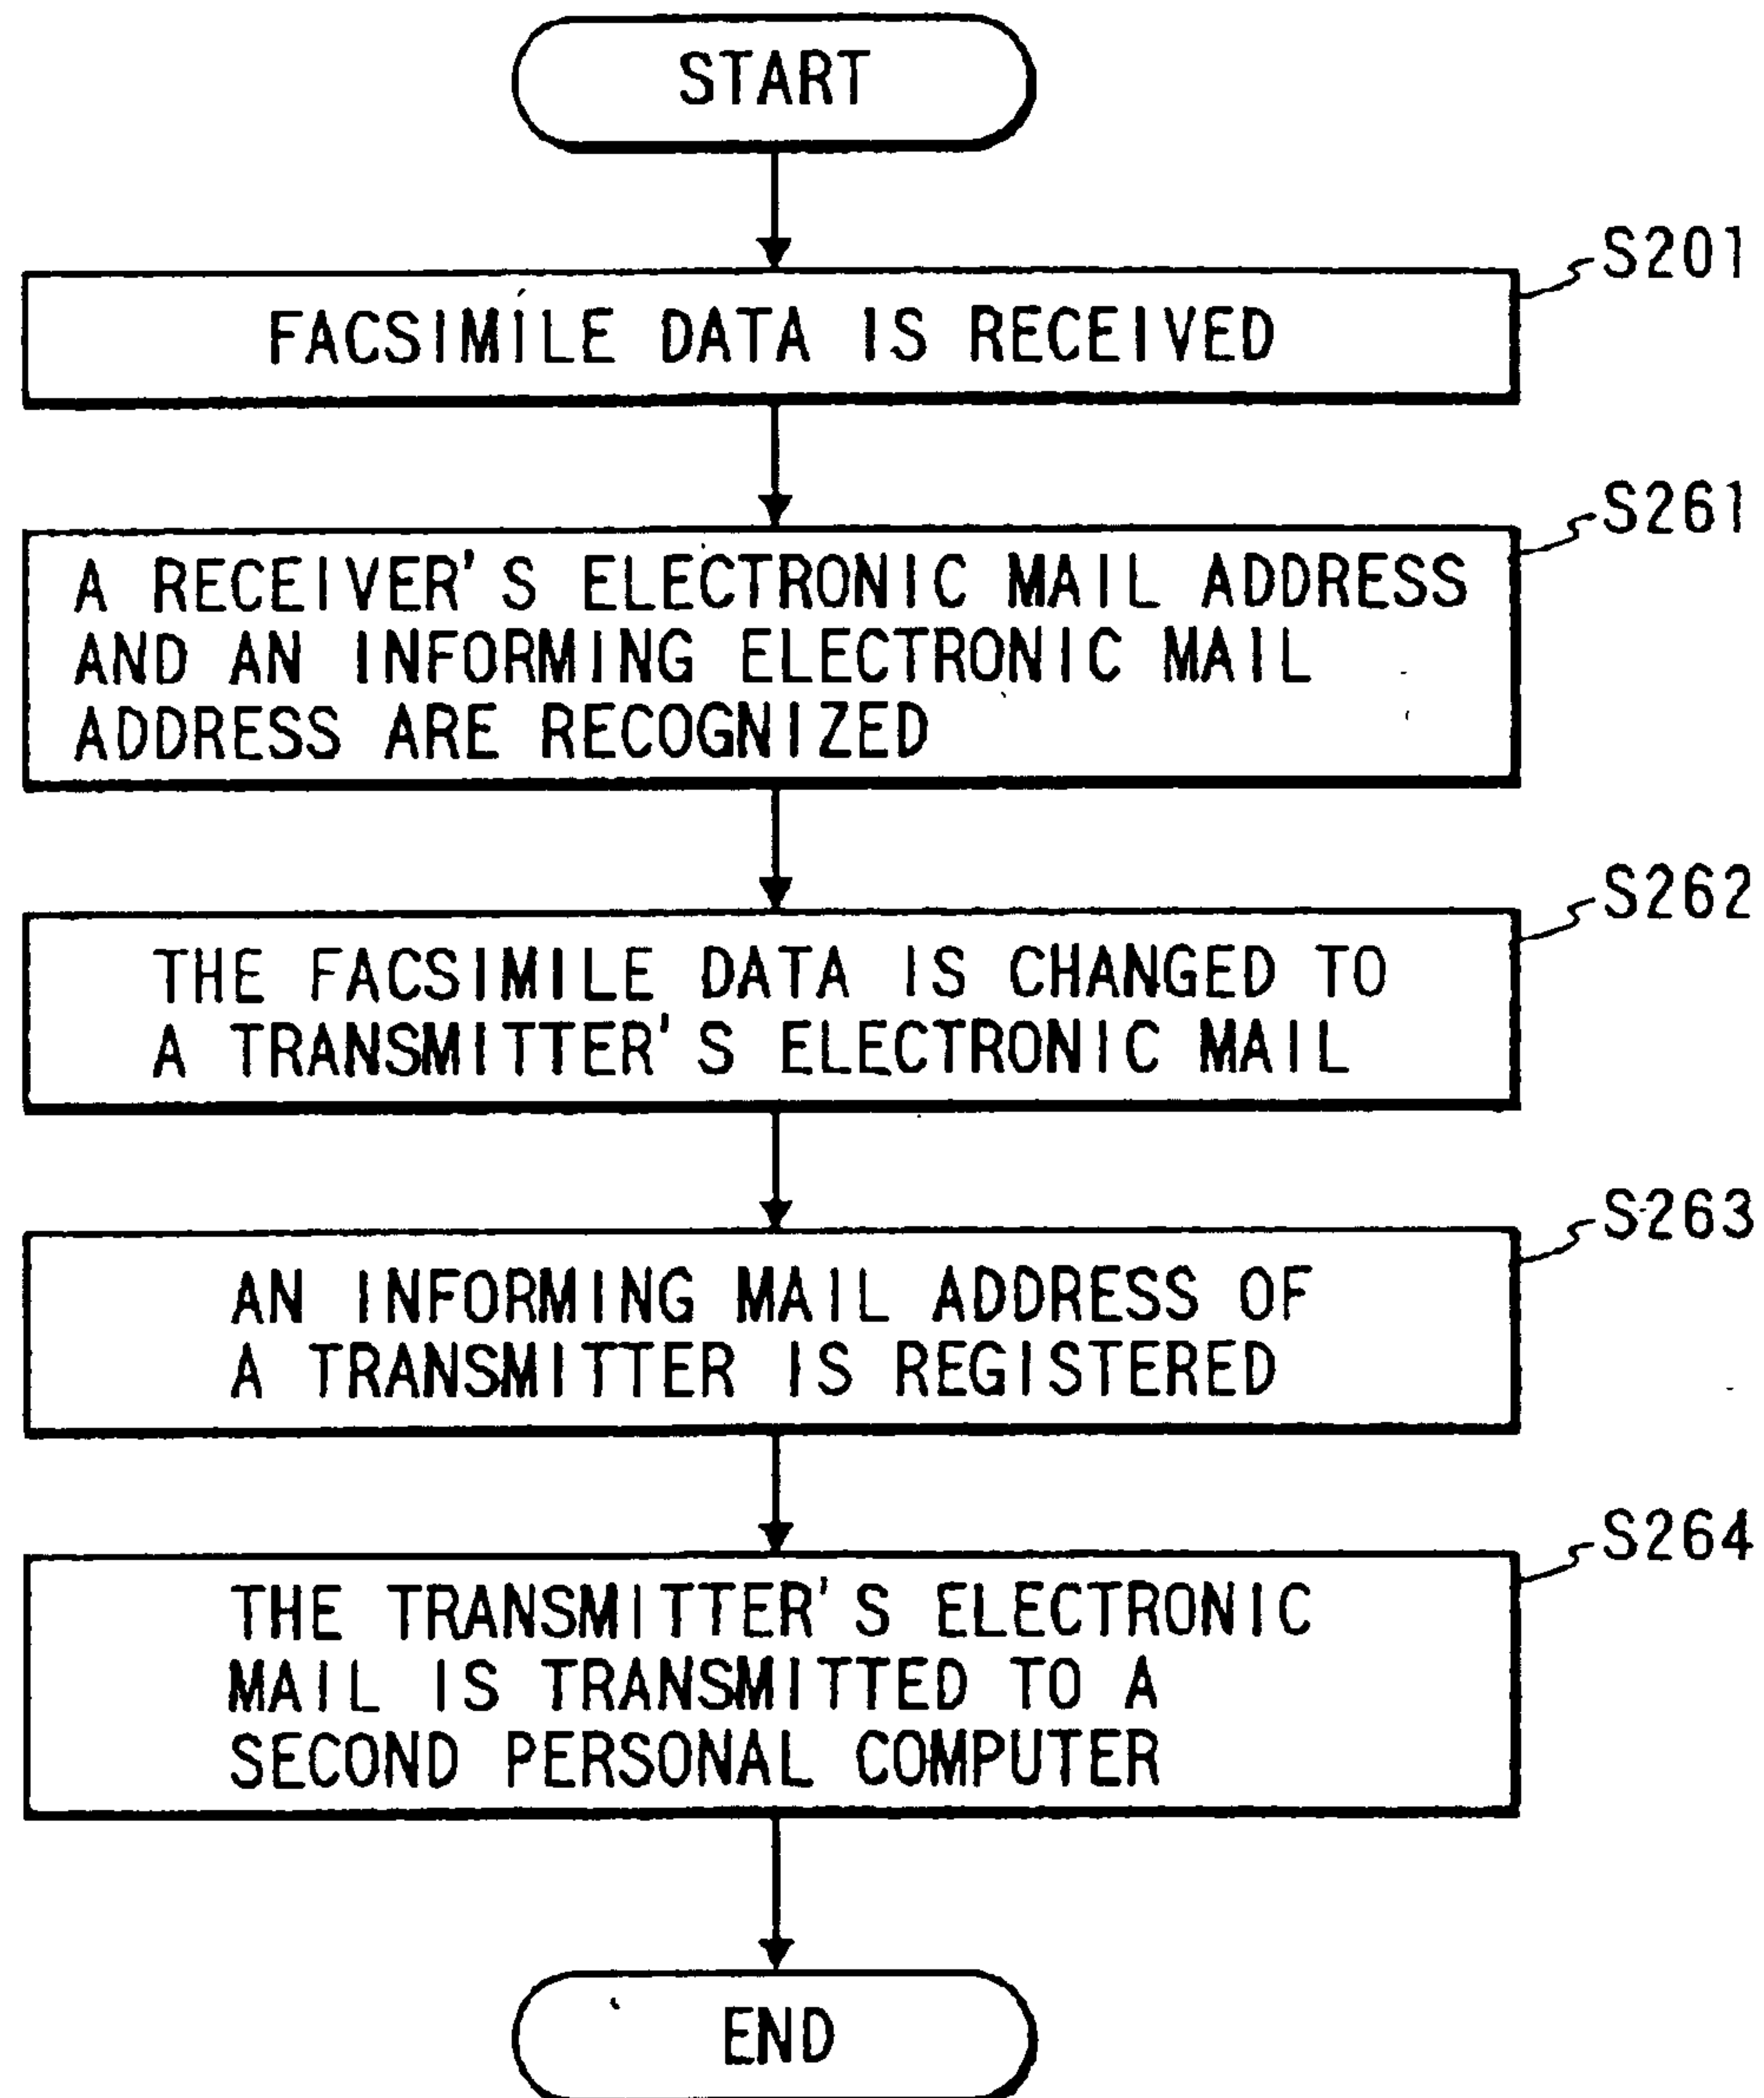 START
S201
FACSIMILE DATA IS RECEIVED
S261
A RECEIVER'S ELECTRONIC MAIL ADDRESS
AND AN INFORMING ELECTRONIC MAIL
ADDRESS ARE RECOGNIZED
S262
THE FACSIMILE DATA IS CHANGED TO
A TRANSMITTER'S ELECTRONIC MAIL
S263
AN INFORMING MAIL ADDRESS OF
A TRANSMITTER IS REGISTERED
S264
THE TRANSMITTER'S ELECTRONIC
MAIL IS TRANSMITTED TO A
SECOND PERSONAL COMPUTER
END